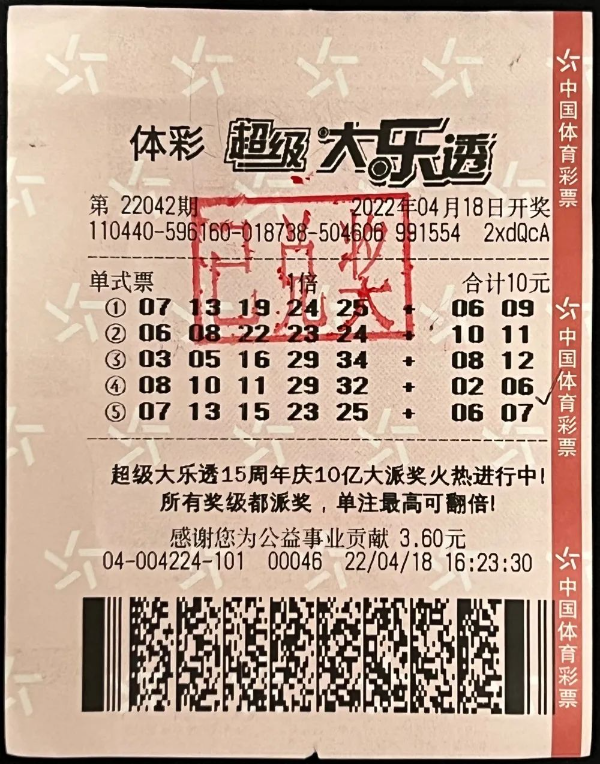 体彩 超级大乐透
第 22042期 2022年04月18日开奖
110440-596160-018738-504606 991554 2xdQcA
单式票 1倍 合计10元
① 07 13 19 24 25 + 06 09
② 06 08 22 23 24 + 10 11
③ 03 05 16 29 34 + 08 12
④ 08 10 11 29 32 + 02 06
⑤ 07 13 15 23 25 + 06 07
超级大乐透15周年庆10亿大派奖火热进行中!
所有奖级都派奖，单注最高可翻倍!
感谢您为公益事业贡献 3.60元
04-004224-101 00046 22/04/18 16:23:30
中国体育彩票
中国体育彩票
中国体育彩票
已兑